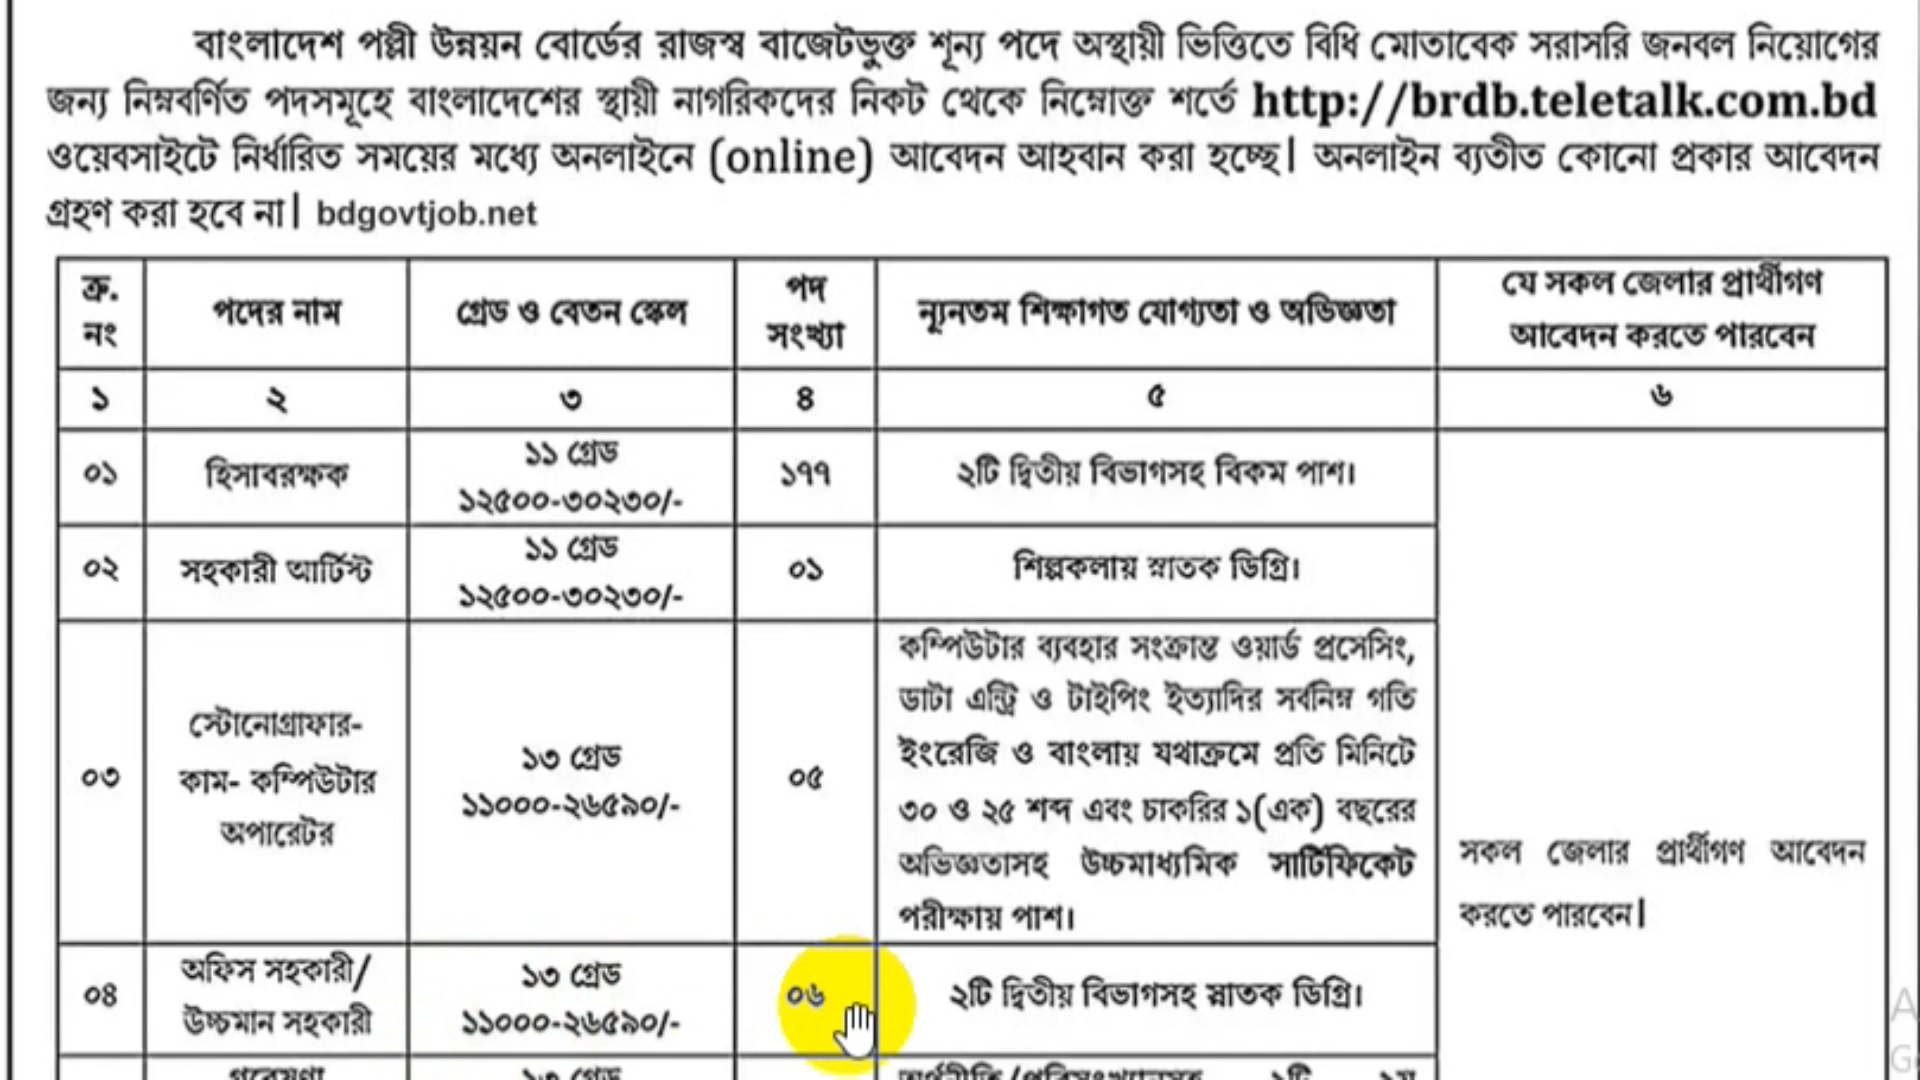 বাংলাদেশ পল্লী উন্নয়ন বোর্ডের রাজস্ব বাজেটভুক্ত শূন্য পদে অস্থায়ী ভিত্তিতে বিধি মোতাবেক সরাসরি জনবল নিয়োগের
জন্য নিম্নবর্ণিত পদসমূহে বাংলাদেশের স্থায়ী নাগরিকদের নিকট থেকে নিম্নোক্ত শর্তে http://brdb.teletalk.com.bd
ওয়েবসাইটে নির্ধারিত সময়ের মধ্যে অনলাইনে (online) আবেদন আহবান করা হচ্ছে। অনলাইন ব্যতীত কোনো প্রকার আবেদন
গ্রহণ করা হবে না। bdgovtjob.net
ক্র. নং পদের নাম গ্রেড ও বেতন স্কেল পদ সংখ্যা ন্যূনতম শিক্ষাগত যোগ্যতা ও অভিজ্ঞতা যে সকল জেলার প্রার্থীগণ আবেদন করতে পারবেন
১ ২ ৩ ৪ ৫ ৬
০১ হিসাবরক্ষক ১১ গ্রেড ১২৫০০-৩০২৩০/- ১৭৭ ২টি দ্বিতীয় বিভাগসহ বিকম পাশ।
০২ সহকারী আর্টিস্ট ১১ গ্রেড ১২৫০০-৩০২৩০/- ০১ শিল্পকলায় স্নাতক ডিগ্রি।
০৩
স্টোনোগ্রাফার-
কাম- কম্পিউটার
অপারেটর
১৩ গ্রেড
১১০০০-২৬৫৯০/-
০৫
কম্পিউটার ব্যবহার সংক্রান্ত ওয়ার্ড প্রসেসিং,
ডাটা এন্ট্রি ও টাইপিং ইত্যাদির সর্বনিম্ন গতি
ইংরেজি ও বাংলায় যথাক্রমে প্রতি মিনিটে
৩০ ও ২৫ শব্দ এবং চাকরির ১(এক) বছরের
অভিজ্ঞতাসহ উচ্চমাধ্যমিক সার্টিফিকেট
পরীক্ষায় পাশ।
সকল জেলার প্রার্থীগণ আবেদন
করতে পারবেন।
০৪
অফিস সহকারী/
উচ্চমান সহকারী
১৩ গ্রেড
১১০০০-২৬৫৯০/-
০৬
২টি দ্বিতীয় বিভাগসহ স্নাতক ডিগ্রি।